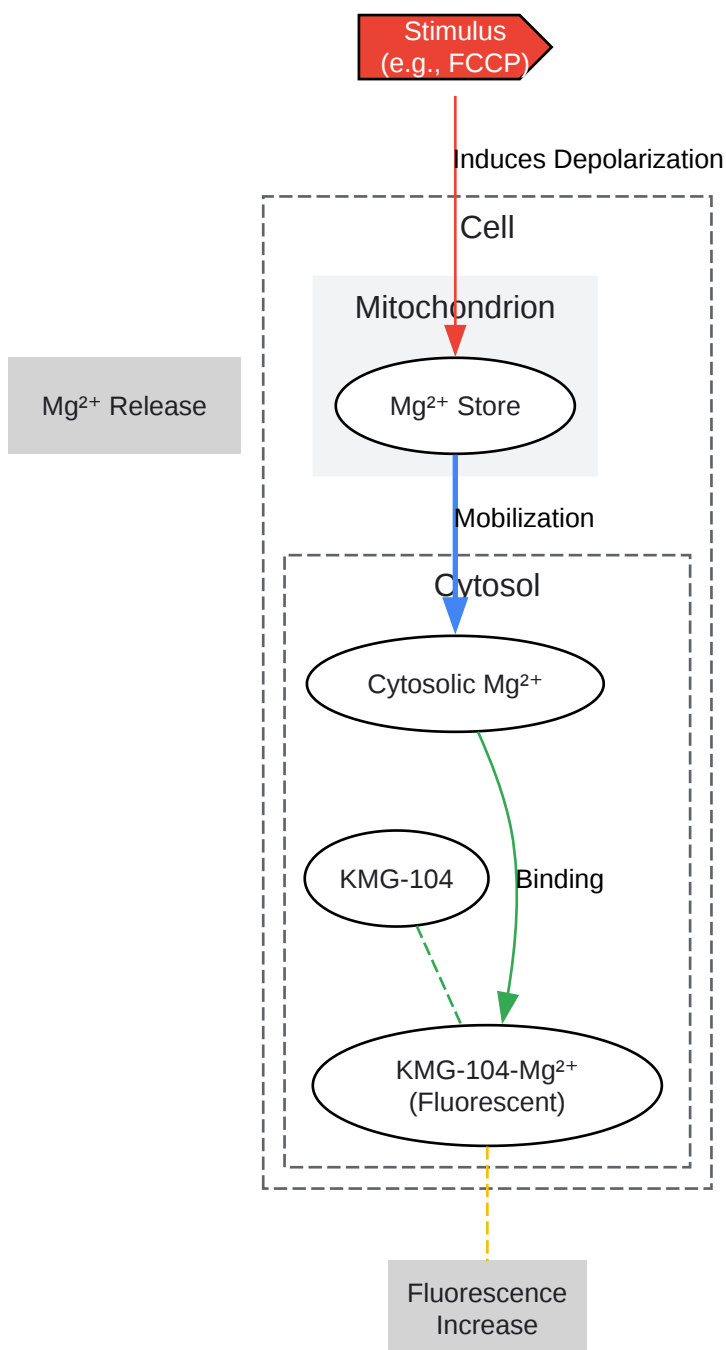 Stimulus
(e.g., FCCP)
Induces Depolarization
Cell
Mitochondrion
Mg²⁺ Release
Mg²⁺ Store
Mobilization
Cytosol
Cytosolic Mg²⁺
KMG-104
Binding
KMG-104-Mg²⁺
(Fluorescent)
Fluorescence
Increase